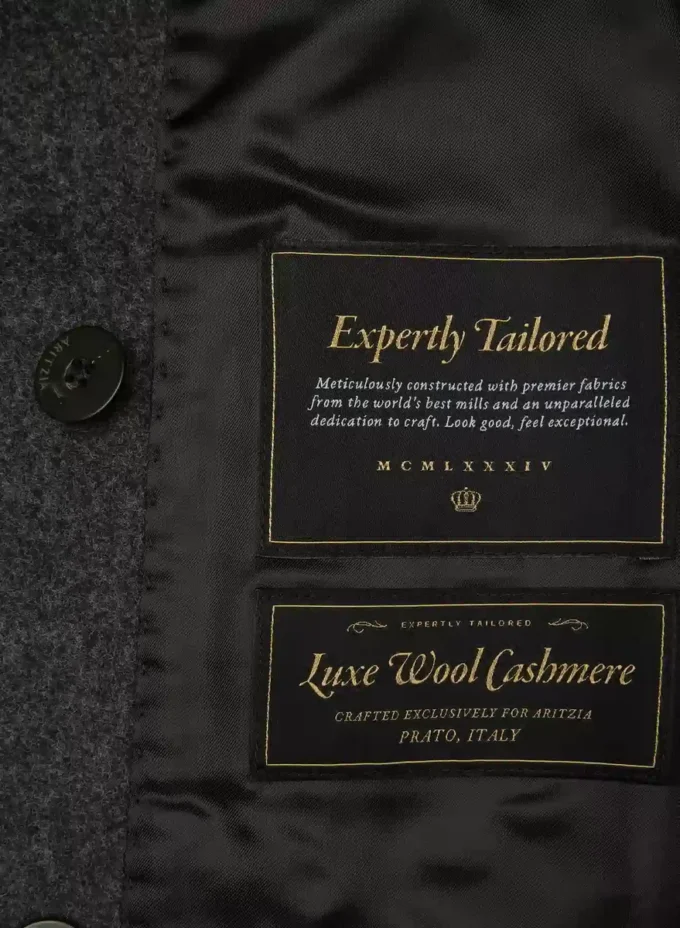 ARITZIA
Expertly Tailored
Meticulously constructed with premier fabrics
from the world's best mills and an unparalleled
dedication to craft. Look good, feel exceptional.
MCMLXXXIV
EXPERTLY TAILORED
Luxe Wool Cashmere
CRAFTED EXCLUSIVELY FOR ARITZIA
PRATO, ITALY